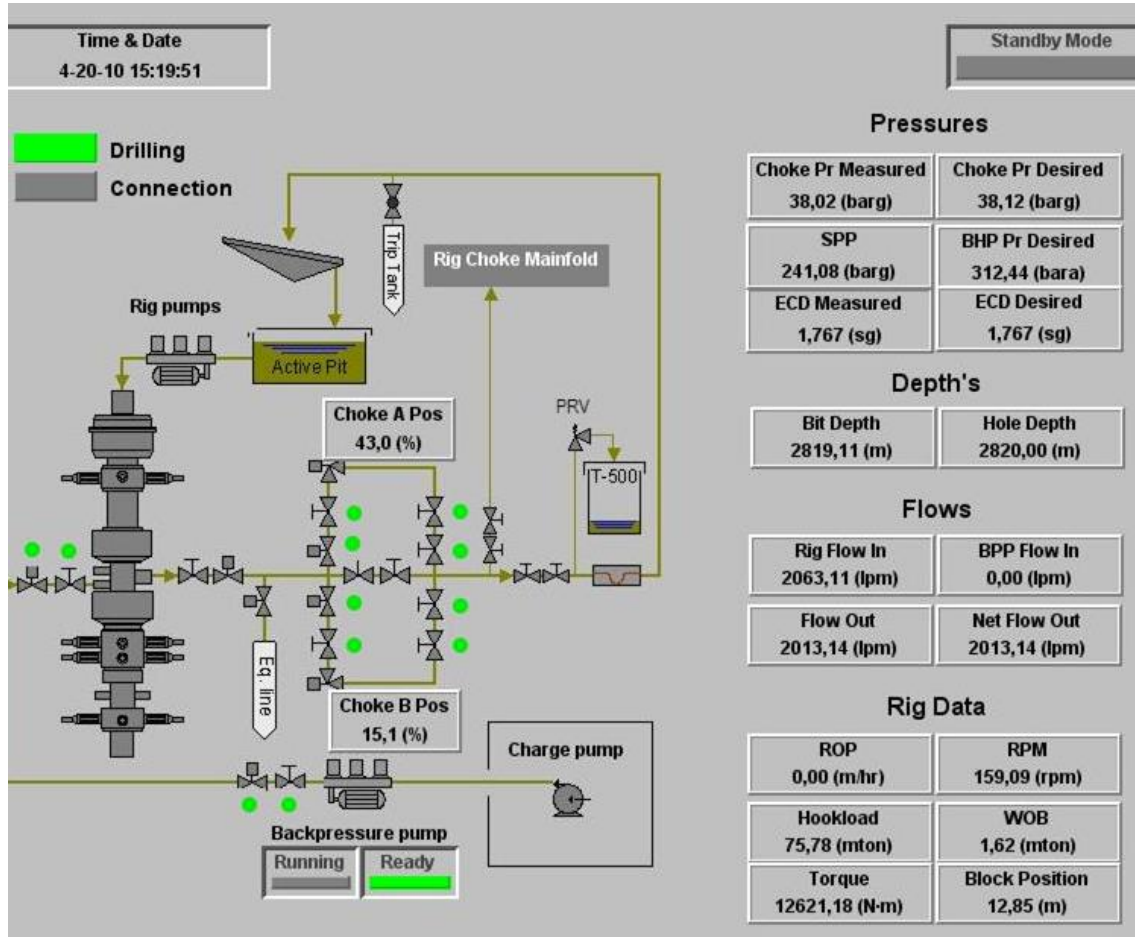 Time & Date
4-20-10 15:19:51
Standby Mode
Drilling
Connection
Trip Tank
Rig Choke Mainfold
Rig pumps
Active Pit
Choke A Pos
43,0 (%)
PRV
T-500
Eq. line
Choke B Pos
15,1 (%)
Charge pump
Backpressure pump
Running
Ready
Pressures
Choke Pr Measured
38,02 (barg)
Choke Pr Desired
38,12 (barg)
SPP
241,08 (barg)
BHP Pr Desired
312,44 (bara)
ECD Measured
1,767 (sg)
ECD Desired
1,767 (sg)
Depth's
Bit Depth
2819,11 (m)
Hole Depth
2820,00 (m)
Flows
Rig Flow In
2063,11 (lpm)
BPP Flow In
0,00 (lpm)
Flow Out
2013,14 (lpm)
Net Flow Out
2013,14 (lpm)
Rig Data
ROP
0,00 (m/hr)
RPM
159,09 (rpm)
Hookload
75,78 (mton)
WOB
1,62 (mton)
Torque
12621,18 (N·m)
Block Position
12,85 (m)